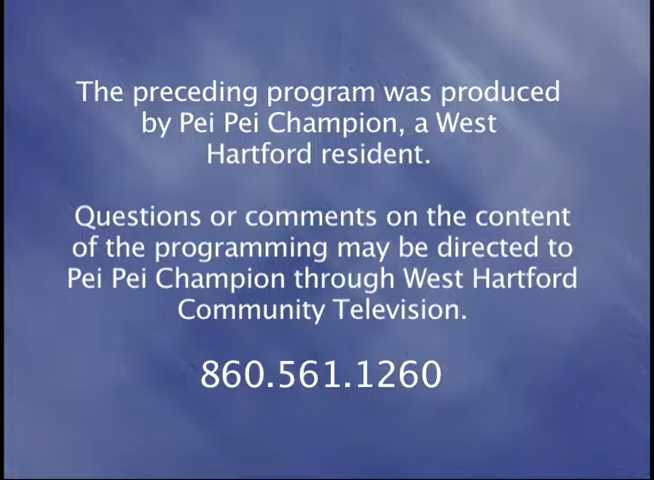 The preceding program was produced
by Pei Pei Champion, a West
Hartford resident.
Questions or comments on the content
of the programming may be directed to
Pei Pei Champion through West Hartford
Community Television.
860.561.1260